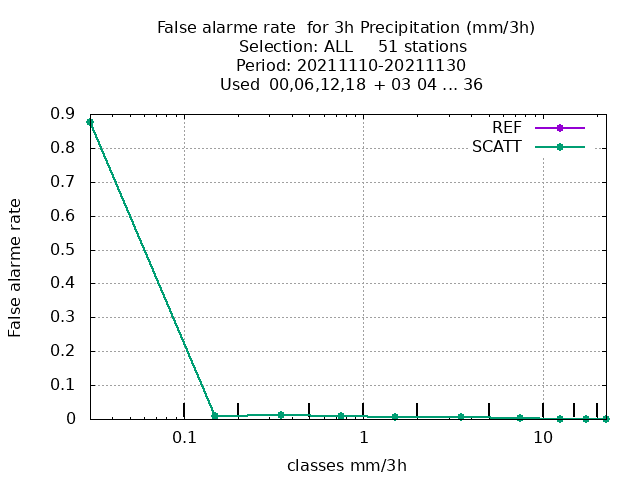 False alarme rate  for 3h Precipitation (mm/3h)
Selection: ALL     51 stations
Period: 20211110-20211130
Used  00,06,12,18  + 03 04 ... 36
REF
SCATT
0.9
0.8
0.7
0.6
0.5
0.4
0.3
0.2
0.1
0
False alarme rate
0.1 1 10
classes mm/3h